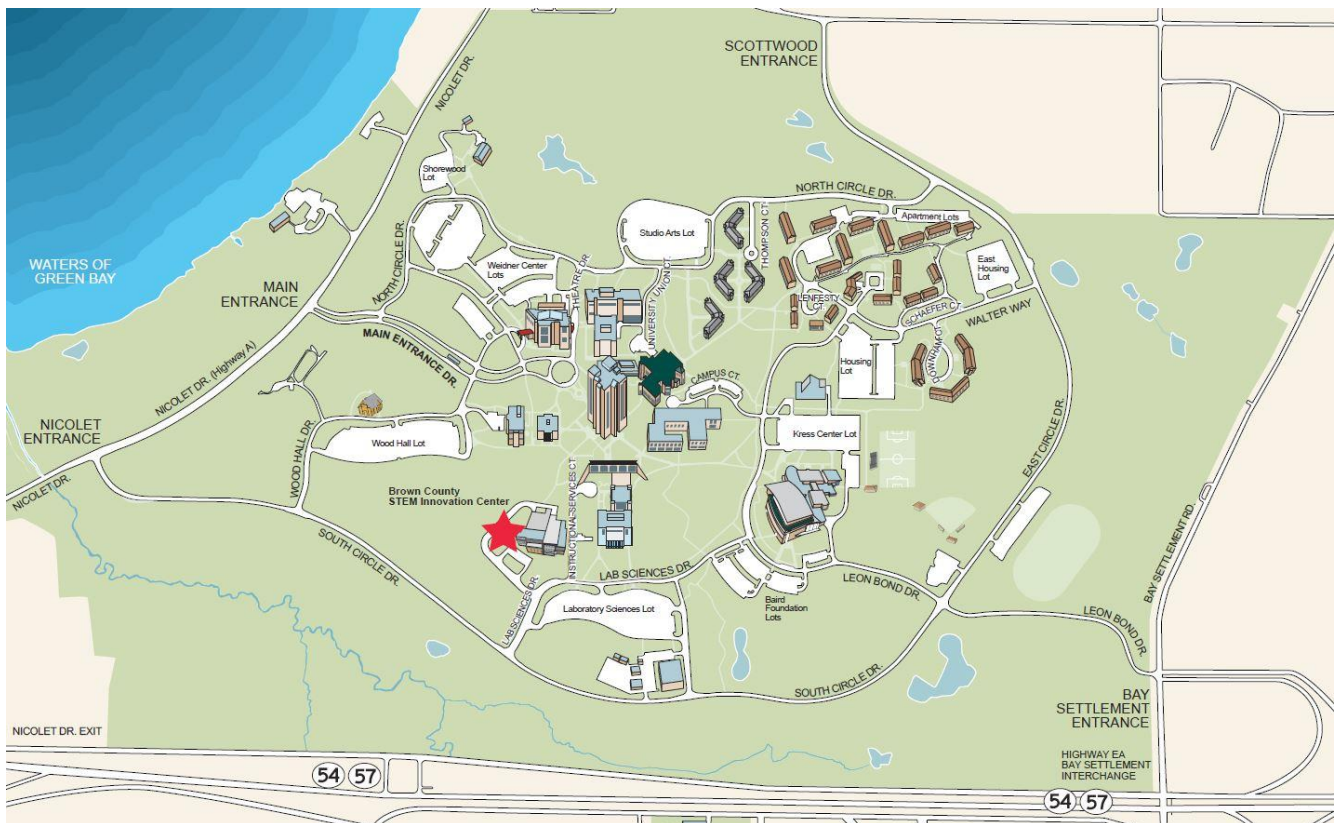 SCOTTWOOD
ENTRANCE
NICOLET DR.
Shorewood
Lot
NORTH CIRCLE DR.
Apartment Lots
THOMPSON CT.
Studio Arts Lot
WATERS OF
GREEN BAY
MAIN
ENTRANCE
NORTH CIRCLE DR.
Weidner Center
Lots
THEATRE DR.
UNIVERSITY UNION CT.
East
Housing
Lot
LENFESTY
CT.
SCHAEFER CT.
WALTER WAY
MAIN ENTRANCE DR.
NICOLET DR. (Highway A)
Housing
Lot
DOWNHAM CT.
CAMPUS CT.
NICOLET
ENTRANCE
WOOD HALL DR.
Wood Hall Lot
Kress Center Lot
EAST CIRCLE DR.
NICOLET DR.
Brown County
STEM Innovation Center
INSTRUCTIONAL SERVICES CT.
SOUTH CIRCLE DR.
LAB SCIENCES DR.
LAB SCIENCES DR.
Laboratory Sciences Lot
Baird
Foundation
Lots
LEON BOND DR.
BAY SETTLEMENT RD.
LEON BOND DR.
SOUTH CIRCLE DR.
BAY
SETTLEMENT
ENTRANCE
NICOLET DR. EXIT
HIGHWAY EA
BAY SETTLEMENT
INTERCHANGE
54 57
54 57